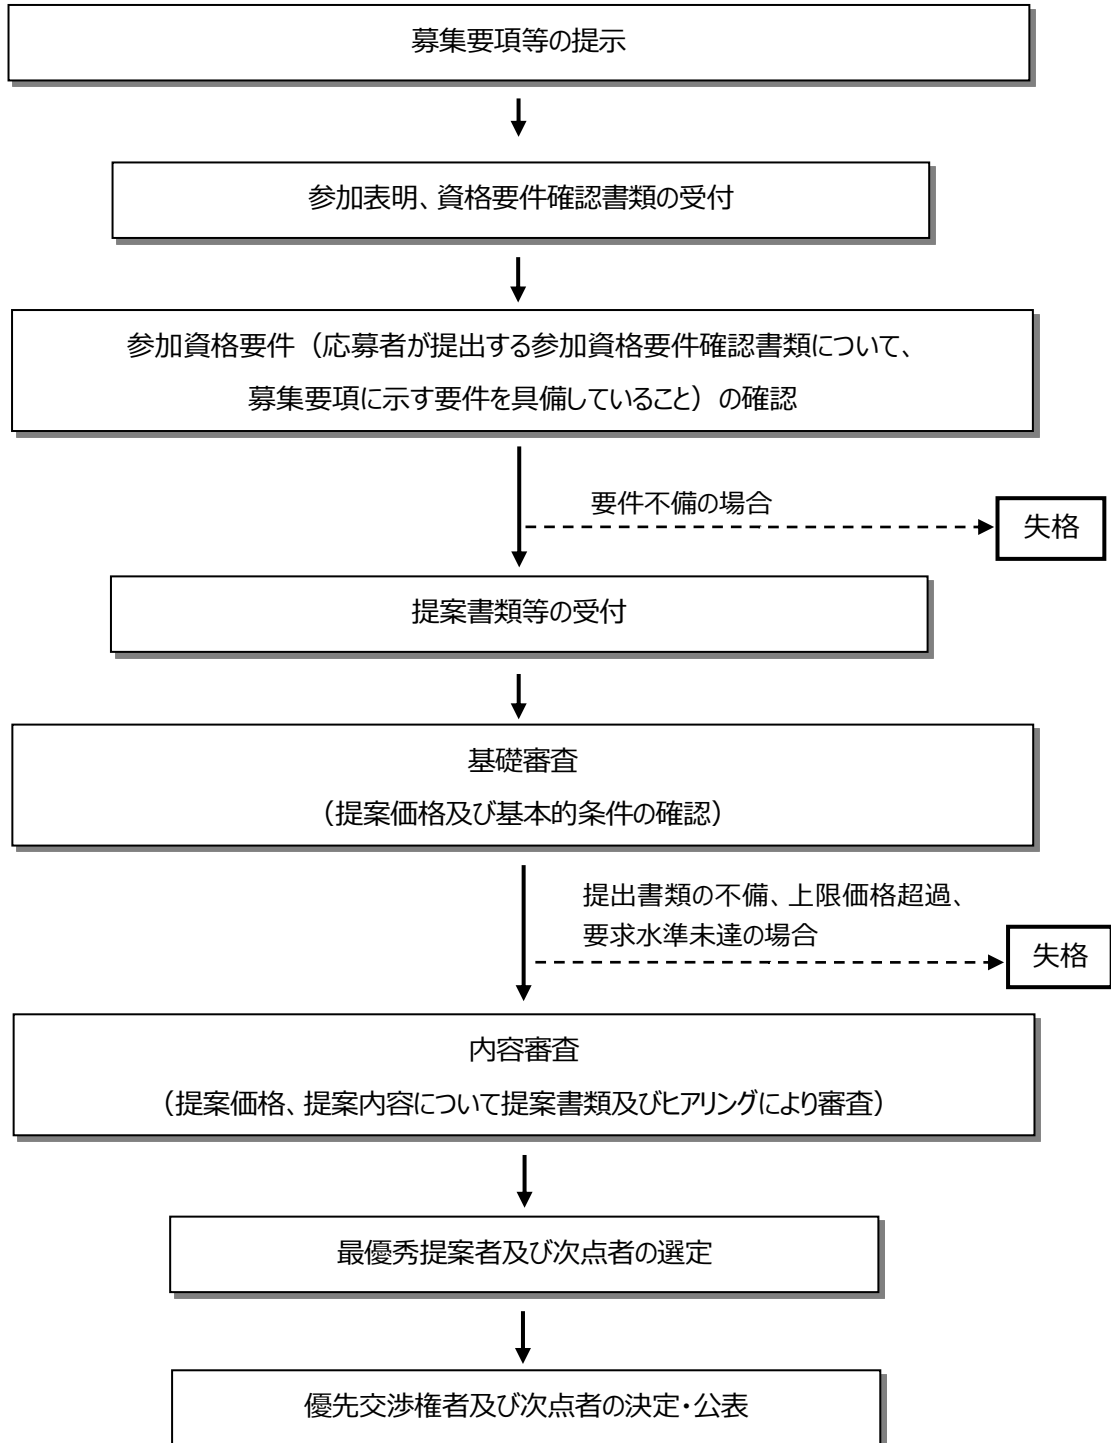 募集要項等の提示
参加表明、資格要件確認書類の受付
参加資格要件（応募者が提出する参加資格要件確認書類について、
募集要項に示す要件を具備していること）の確認
要件不備の場合
失格
提案書類等の受付
基礎審査
（提案価格及び基本的条件の確認）
提出書類の不備、上限価格超過、
要求水準未達の場合
失格
内容審査
（提案価格、提案内容について提案書類及びヒアリングにより審査）
最優秀提案者及び次点者の選定
優先交渉権者及び次点者の決定・公表